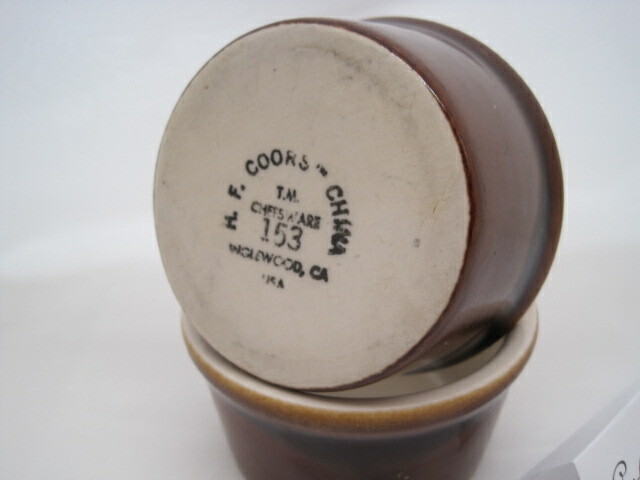 H. F. COORS CHINA
T.M.
CHEFSWARE
153
INGLEWOOD, CA
USA